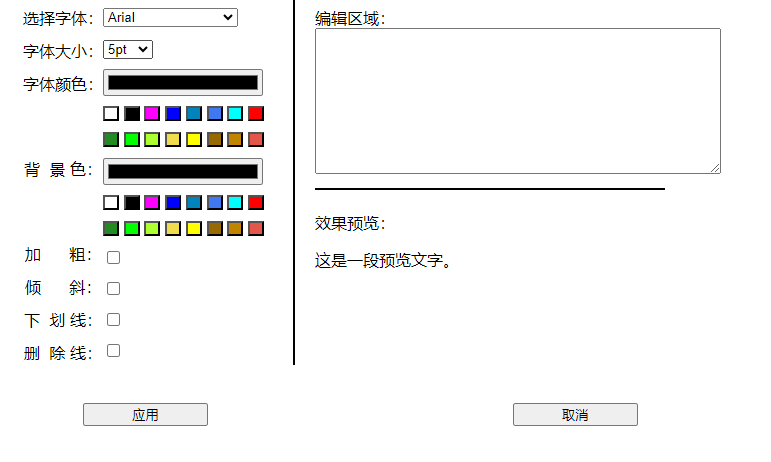 选择字体： Arial
字体大小： 5pt
字体颜色：
背 景 色：
加 粗：
倾 斜：
下 划 线：
删 除 线：
编辑区域：
效果预览：
这是一段预览文字。
应用
取消